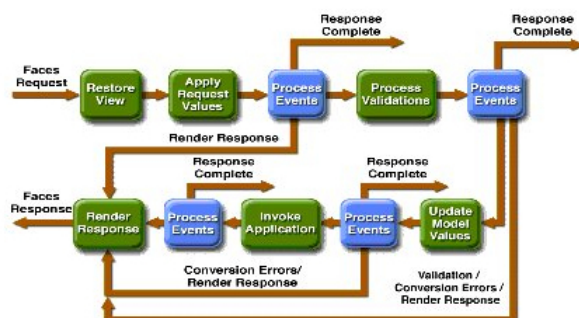 Response
Complete
Response
Complete
Faces
Request
Restore
View
Apply
Request
Values
Process
Events
Process
Validations
Process
Events
Render Response
Response
Complete
Response
Complete
Faces
Response
Render
Response
Process
Events
Invoke
Application
Process
Events
Update
Model
Values
Conversion Errors/
Render Response
Validation /
Conversion Errors /
Render Response